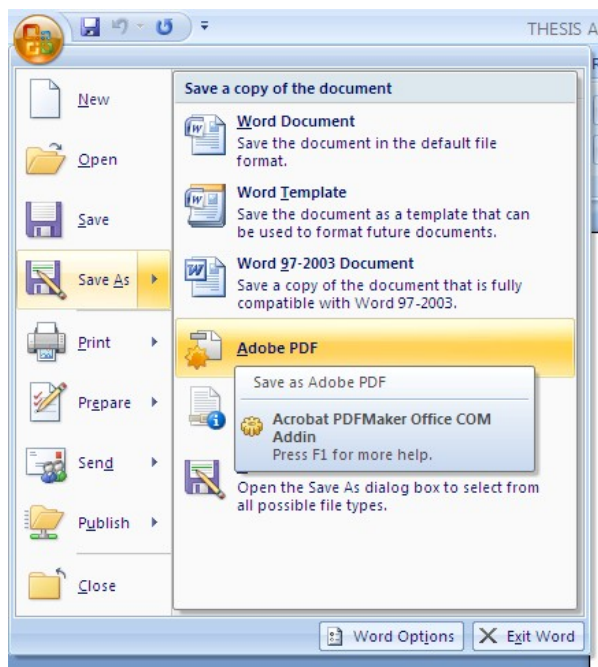 THESIS A
New
Open
Save
Save As
Print
Prepare
Send
Publish
Close
Save a copy of the document
Word Document
Save the document in the default file
format.
Word Template
Save the document as a template that can
be used to format future documents.
Word 97-2003 Document
Save a copy of the document that is fully
compatible with Word 97-2003.
Adobe PDF
Save as Adobe PDF
Acrobat PDFMaker Office COM
Addin
Press F1 for more help.
Open the Save As dialog box to select from
all possible file types.
Word Options
Exit Word